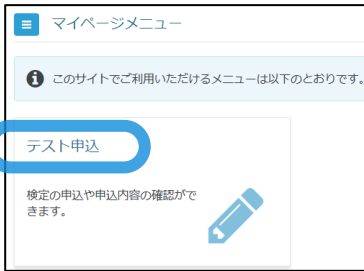 マイページメニュー
このサイトでご利用いただけるメニューは以下のとおりです。
テスト申込
検定の申込や申込内容の確認がで
きます。